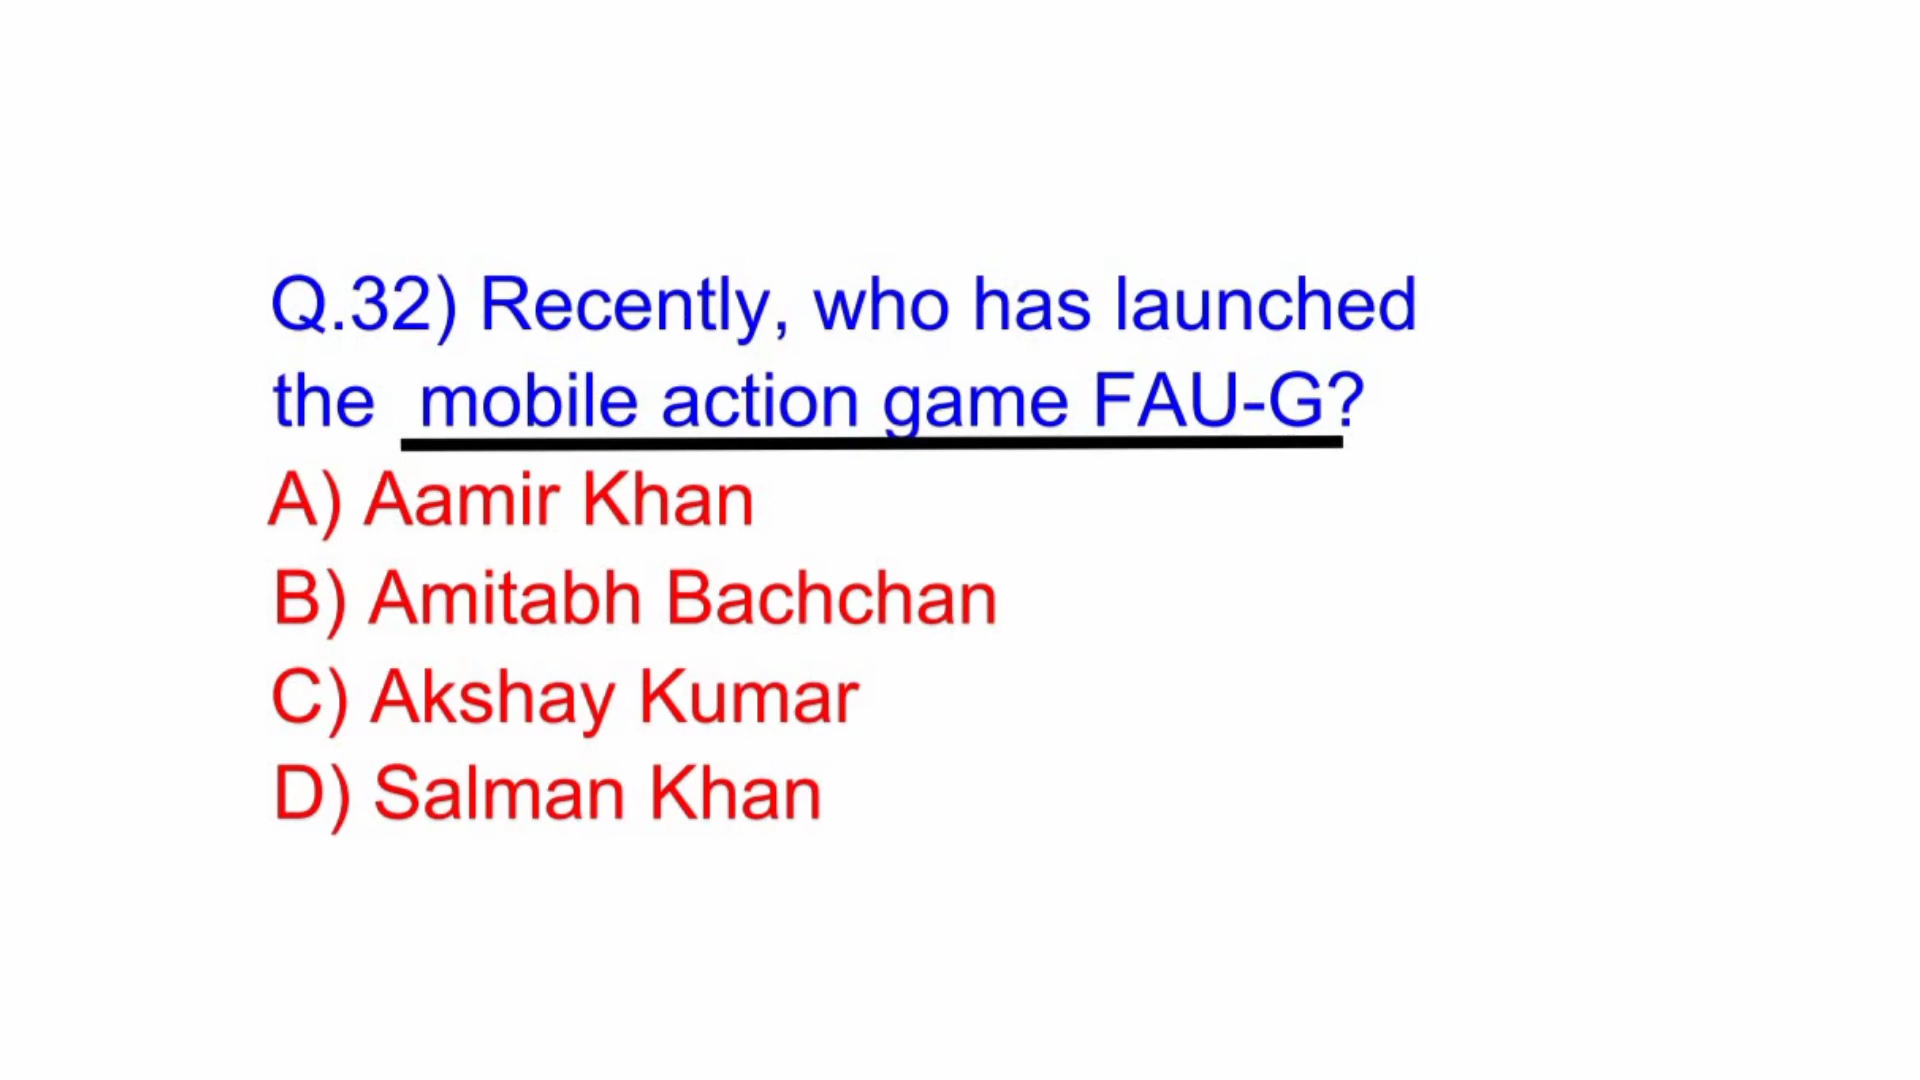 Q.32) Recently, who has launched
the mobile action game FAU-G?
A) Aamir Khan
B) Amitabh Bachchan
C) Akshay Kumar
D) Salman Khan